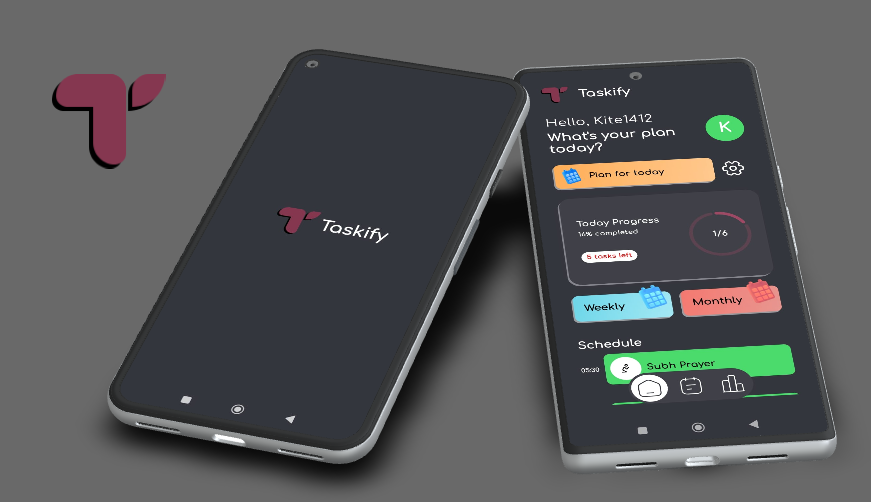 Taskify
Taskify
Hello, Kite1412
What's your plan
today?
K
Plan for today
Today Progress
16% completed
5 tasks left
1/6
Weekly
Monthly
Schedule
05:30
Subh Prayer